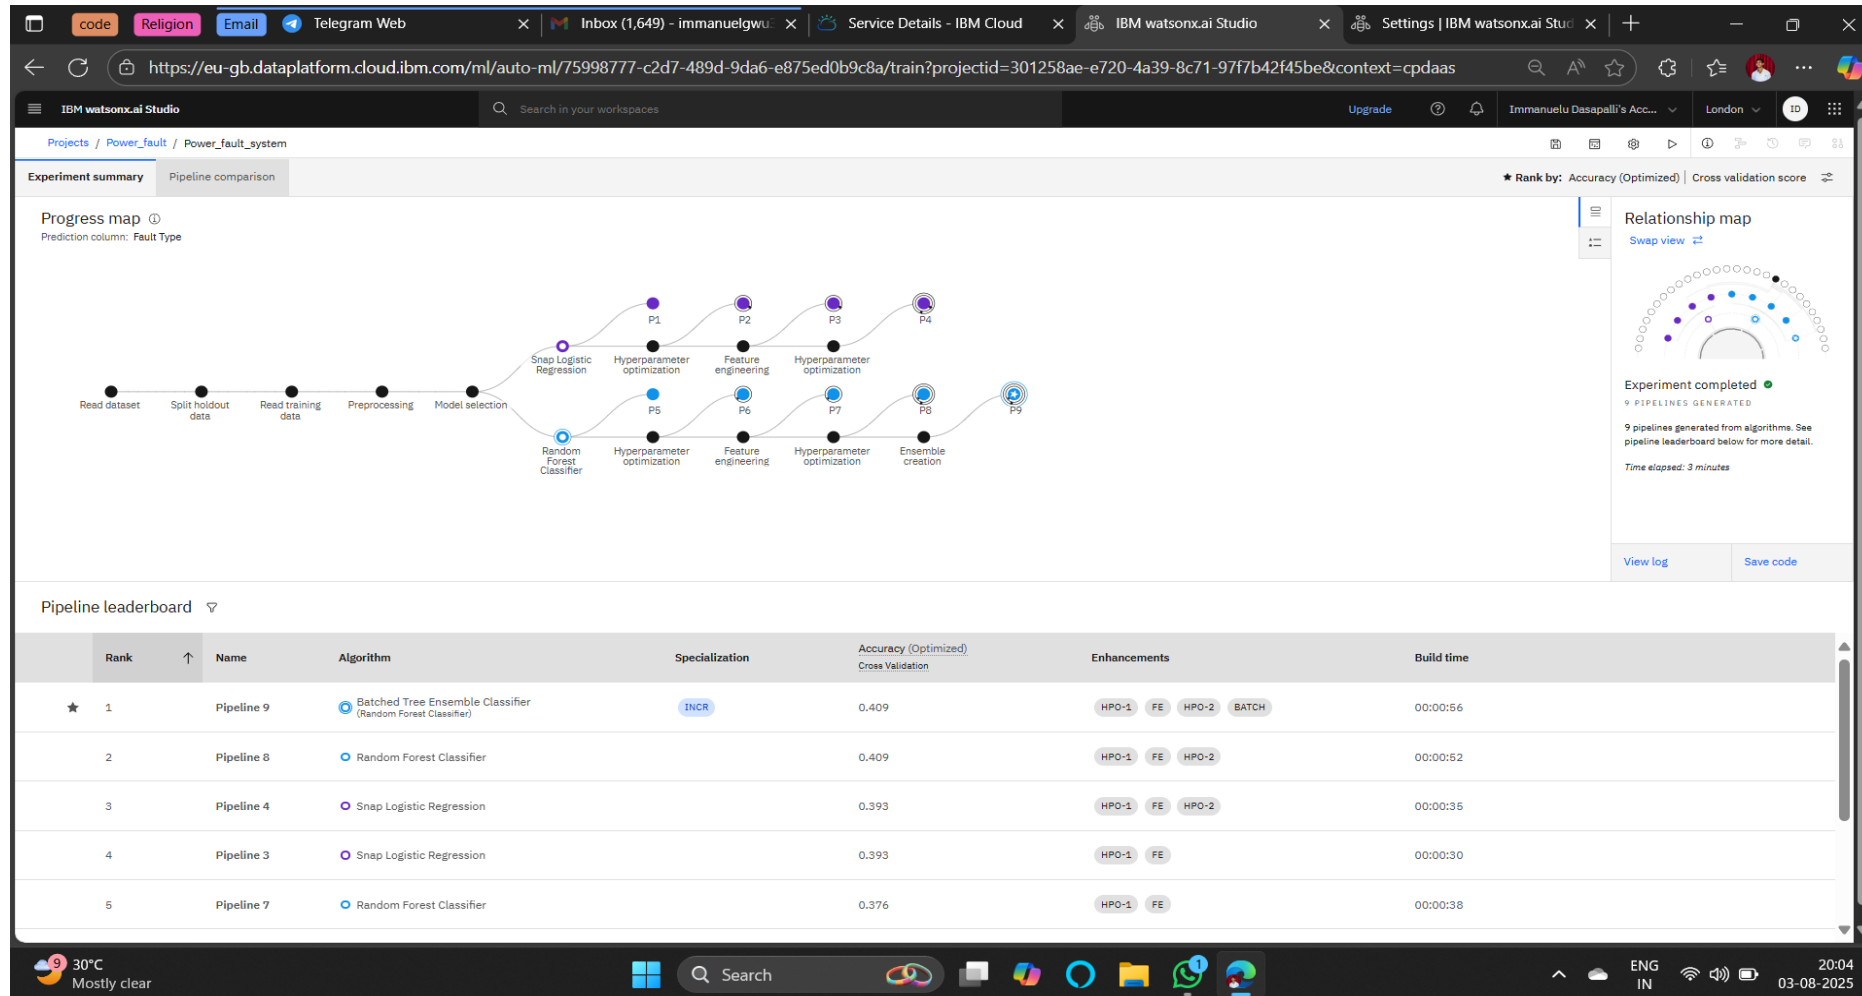 code
Religion
Email
Telegram Web
Inbox (1,649) - immanuelgwu
Service Details - IBM Cloud
IBM watsonx.ai Studio
Settings | IBM watsonx.ai Stud
https://eu-gb.dataplatform.cloud.ibm.com/ml/auto-ml/75998777-c2d7-489d-9da6-e875ed0b9c8a/train?projectid=301258ae-e720-4a39-8c71-97f7b42f45be&context=cpdaas
IBM watsonx.ai Studio
Search in your workspaces
Upgrade
Immanuelu Dasapalli's Acc...
London
ID
Projects / Power_fault / Power_fault_system
Experiment summary
Pipeline comparison
Rank by: Accuracy (Optimized) | Cross validation score
Progress map
Prediction column: Fault Type
P1
P2
P3
P4
Snap Logistic
Regression
Hyperparameter
optimization
Feature
engineering
Hyperparameter
optimization
Read dataset
Split holdout
data
Read training
data
Preprocessing
Model selection
P5
P6
P7
P8
P9
Random
Forest
Classifier
Hyperparameter
optimization
Feature
engineering
Hyperparameter
optimization
Ensemble
creation
Relationship map
Swap view
Experiment completed
9 PIPELINES GENERATED
9 pipelines generated from algorithms. See
pipeline leaderboard below for more detail.
Time elapsed: 3 minutes
View log
Save code
Pipeline leaderboard
Rank Name Algorithm Specialization Accuracy (Optimized) Enhancements Build time
Cross Validation
1 Pipeline 9 Batched Tree Ensemble Classifier INCR 0.409 HPO-1 FE HPO-2 BATCH 00:00:56
(Random Forest Classifier)
2 Pipeline 8 Random Forest Classifier 0.409 HPO-1 FE HPO-2 00:00:52
3 Pipeline 4 Snap Logistic Regression 0.393 HPO-1 FE HPO-2 00:00:35
4 Pipeline 3 Snap Logistic Regression 0.393 HPO-1 FE 00:00:30
5 Pipeline 7 Random Forest Classifier 0.376 HPO-1 FE 00:00:38
9
30°C
Mostly clear
Search
1
ENG
IN
20:04
03-08-2025